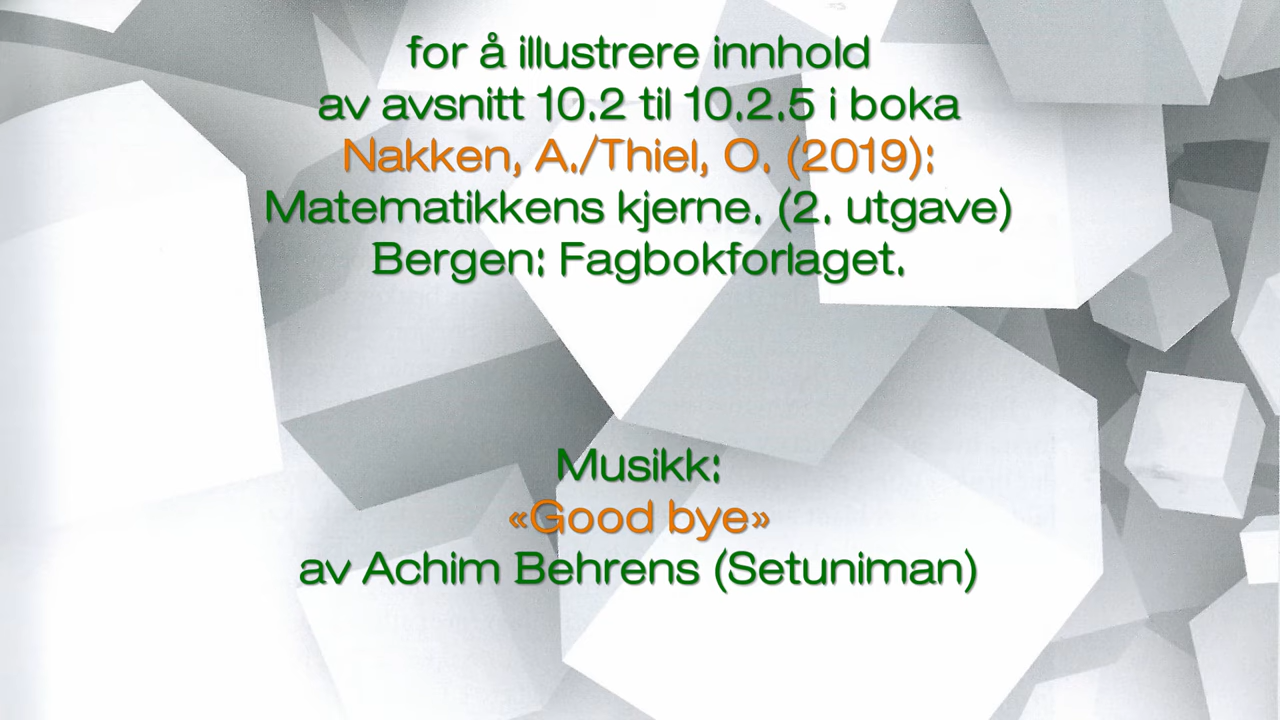 for å illustrere innhold
av avsnitt 10.2 til 10.2.5 i boka
Nakken, A./Thiel, O. (2019):
Matematikkens kjerne. (2. utgave)
Bergen: Fagbokforlaget.
Musikk:
«Good bye»
av Achim Behrens (Setuniman)